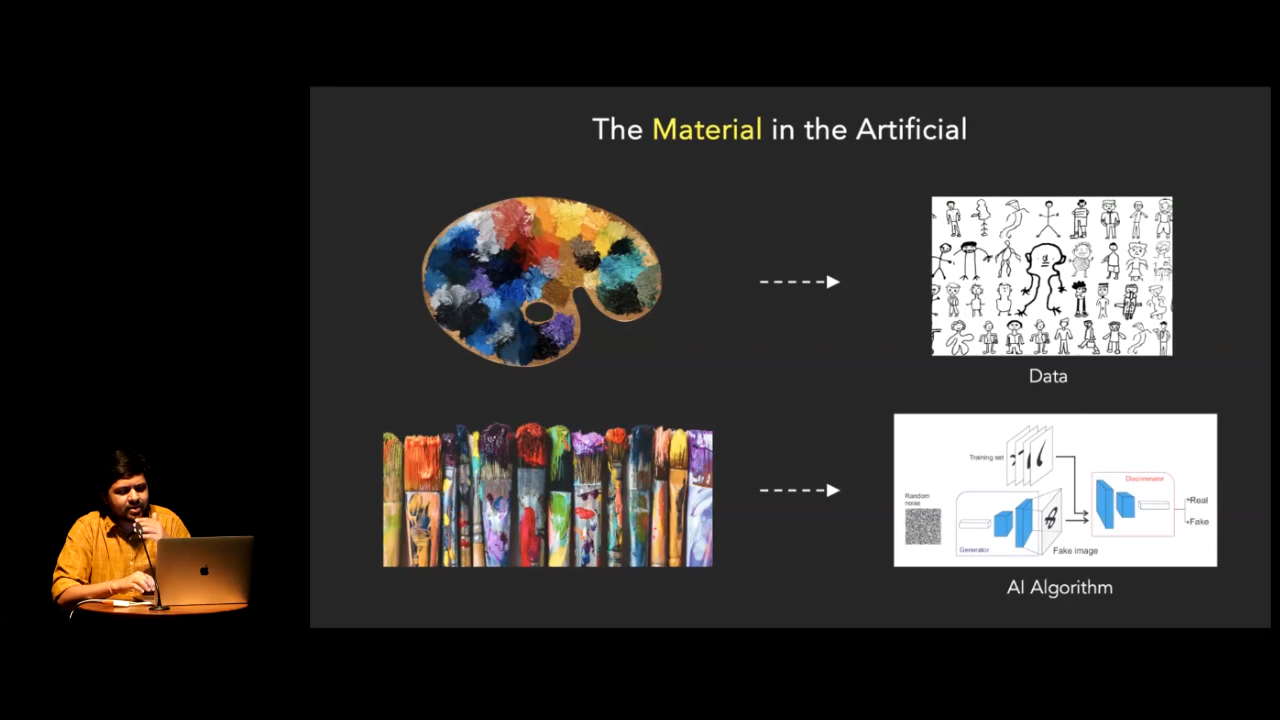 The Material in the Artificial
Data
Training set
Discriminator
Random
noise
Real
Fake
Generator
Fake image
AI Algorithm